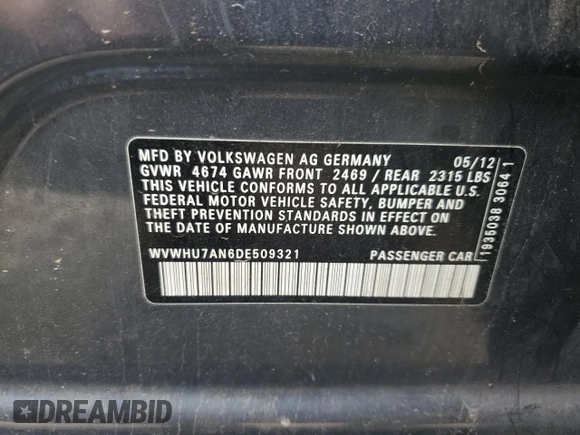 MFD BY VOLKSWAGEN AG GERMANY 05/12
GVWR 4674 GAWR FRONT 2469 / REAR 2315 LBS
THIS VEHICLE CONFORMS TO ALL APPLICABLE U.S.
FEDERAL MOTOR VEHICLE SAFETY, BUMPER AND
THEFT PREVENTION STANDARDS IN EFFECT ON
THE DATE OF MANUFACTURE SHOWN ABOVE.
WVWHU7AN6DE509321 PASSENGER CAR
1935038 3064 1
DREAMBID